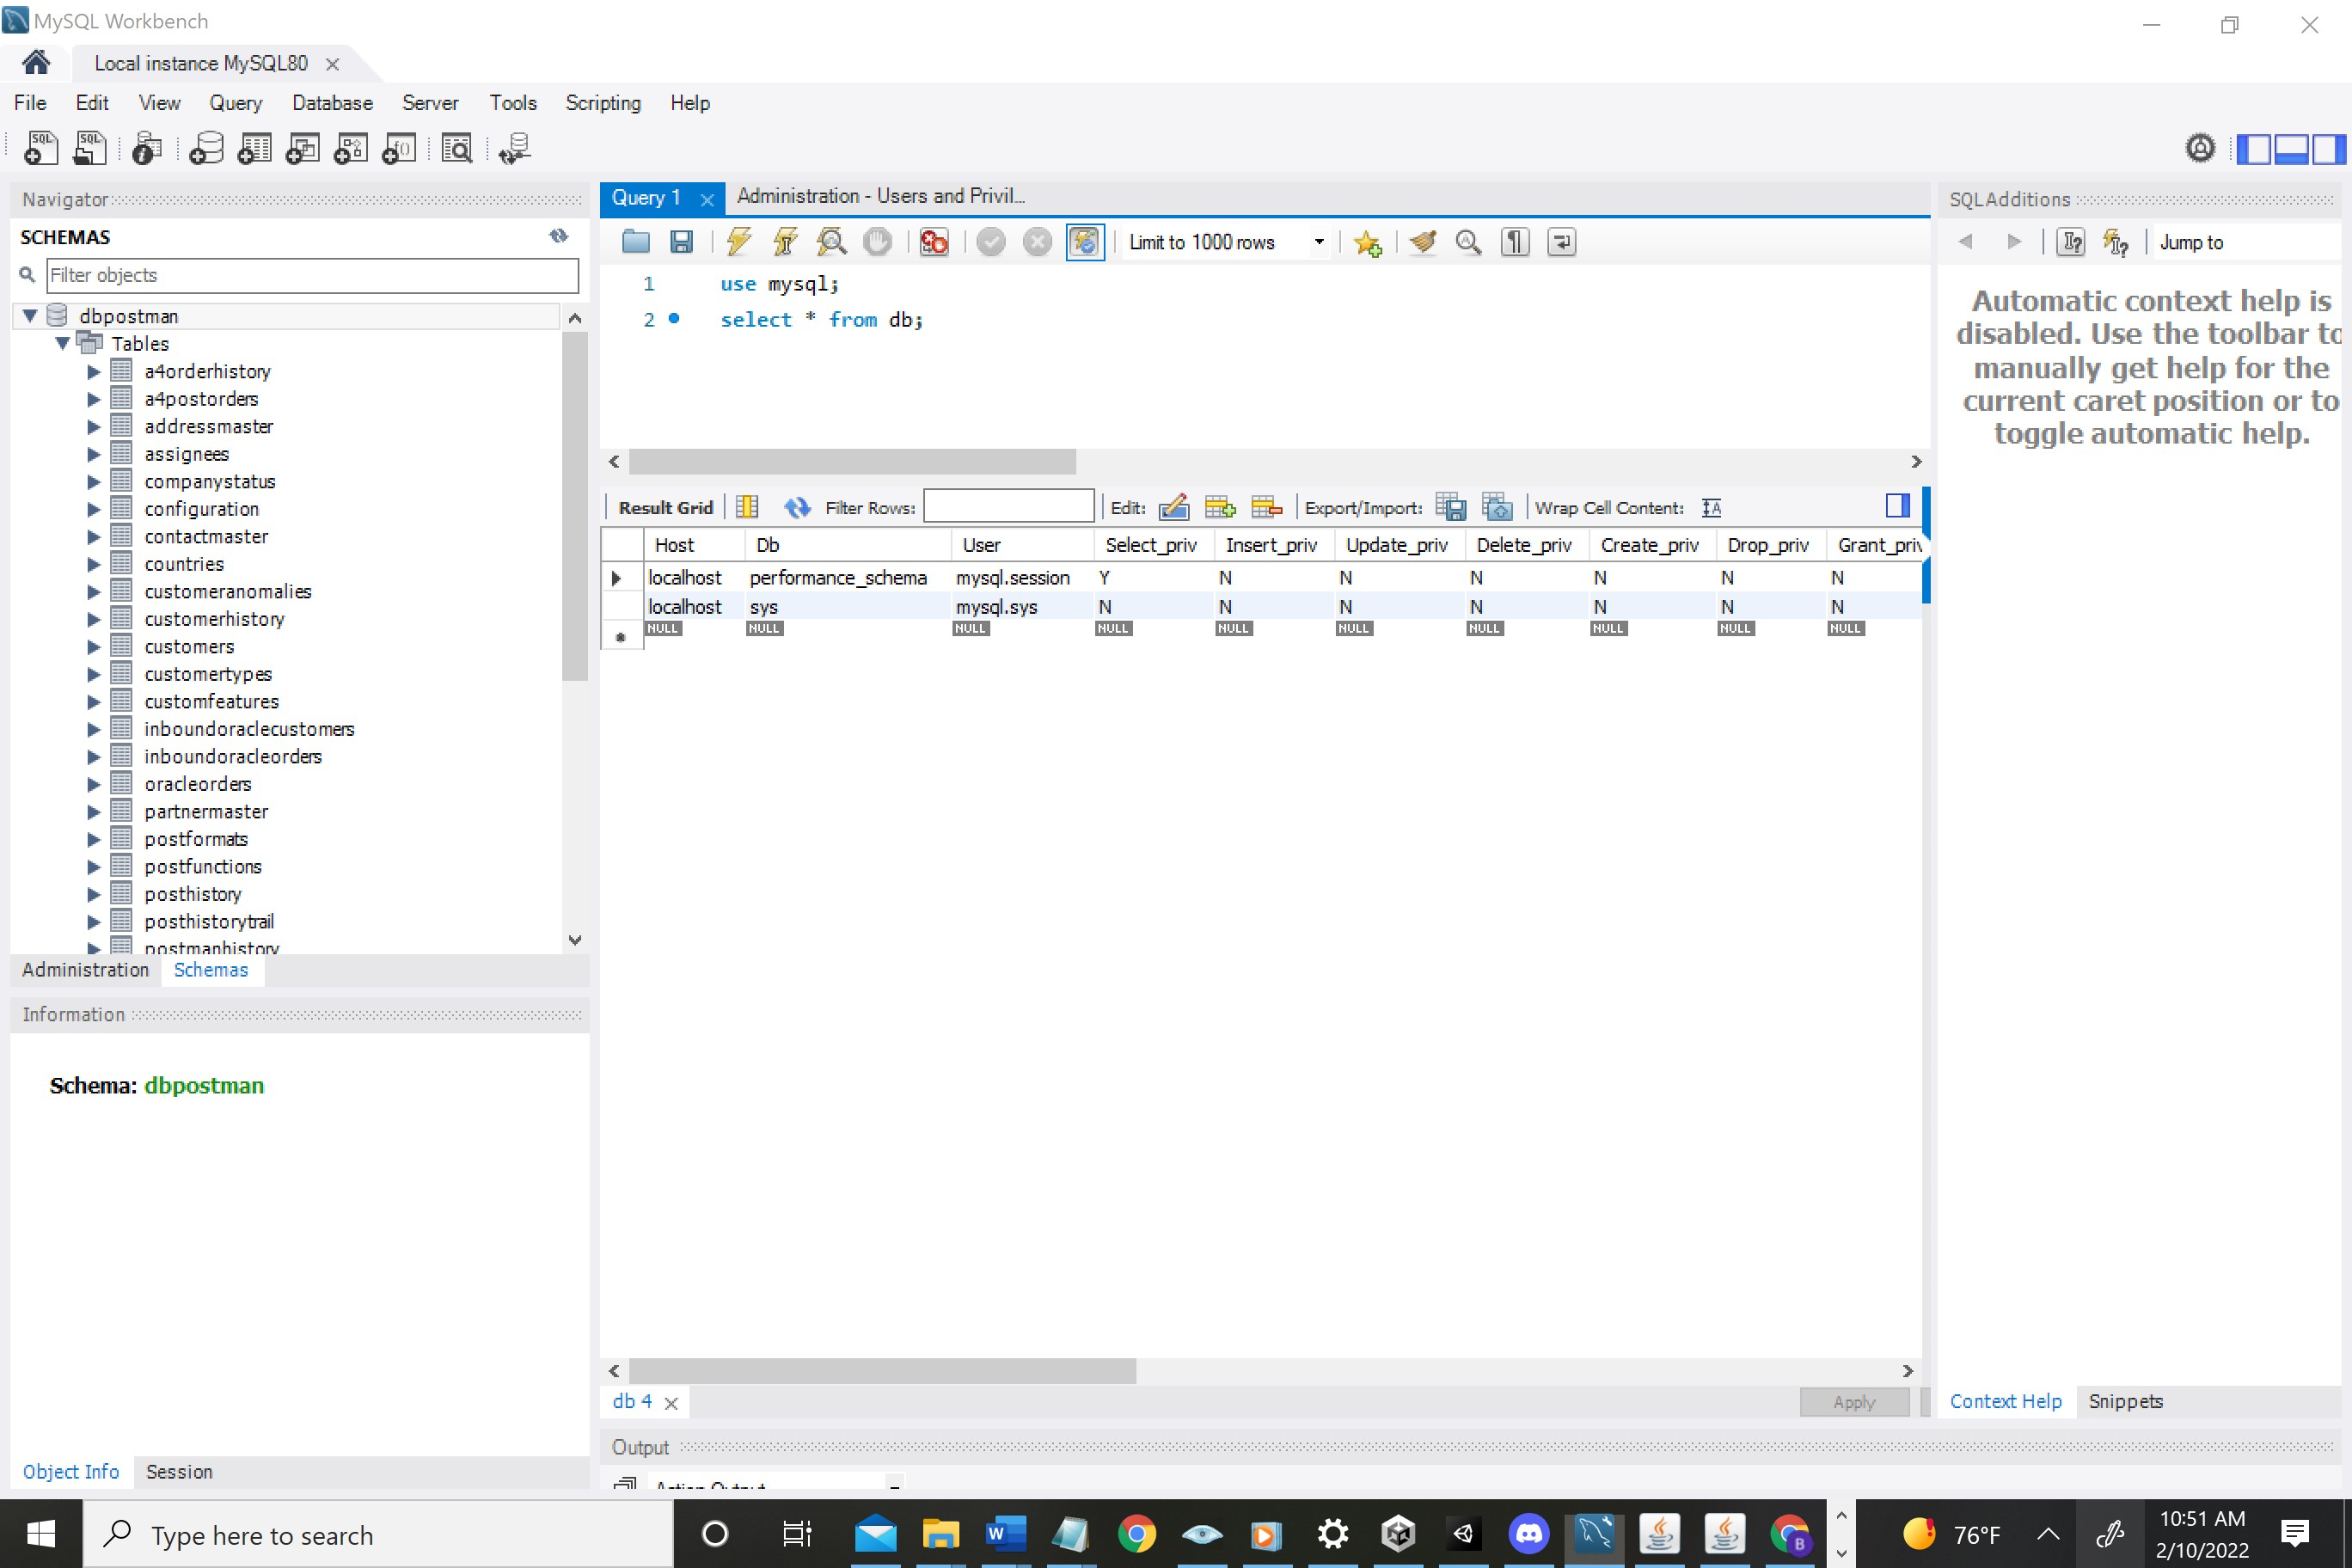 MySQL Workbench
Local instance MySQL80
File Edit View Query Database Server Tools Scripting Help
Navigator
SCHEMAS
Filter objects
dbpostman
Tables
a4orderhistory
a4postorders
addressmaster
assignees
companystatus
configuration
contactmaster
countries
customeranomalies
customerhistory
customers
customertypes
customfeatures
inboundoraclecustomers
inboundoracleorders
oracleorders
partnermaster
postformats
postfunctions
posthistory
posthistorytrail
postmanhistory
Administration Schemas
Information
Schema: dbpostman
Object Info Session
Query 1 Administration - Users and Privil...
Limit to 1000 rows
1 use mysql;
2 select * from db;
Result Grid Filter Rows: Edit: Export/Import: Wrap Cell Content:
Host Db User Select_priv Insert_priv Update_priv Delete_priv Create_priv Drop_priv Grant_priv
localhost performance_schema mysql.session Y N N N N N N
localhost sys mysql.sys N N N N N N N
NULL NULL NULL NULL NULL NULL NULL NULL NULL NULL
db 4
Apply
Output
Action Output
SQLAdditions
Jump to
Automatic context help is
disabled. Use the toolbar to
manually get help for the
current caret position or to
toggle automatic help.
Context Help Snippets
Type here to search
76°F
10:51 AM
2/10/2022